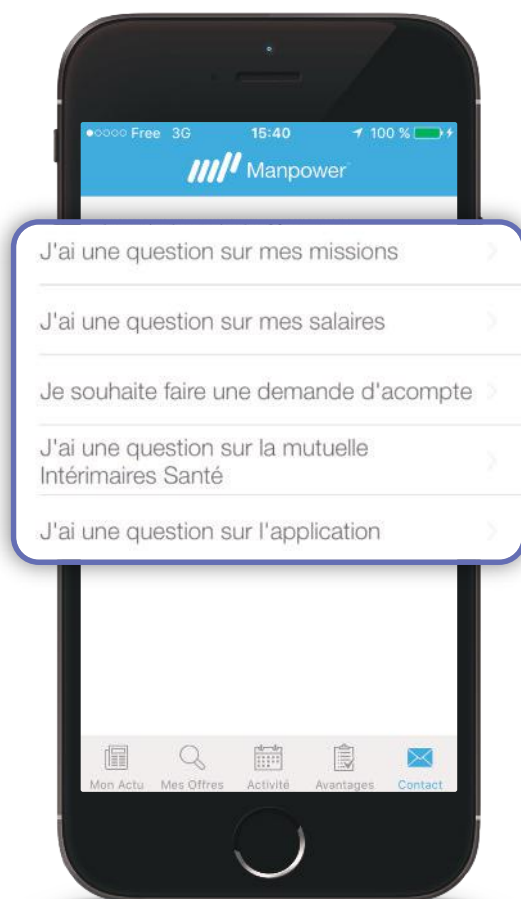 Free 3G 15:40 100 %
Manpower
J'ai une question sur mes missions
J'ai une question sur mes salaires
Je souhaite faire une demande d'acompte
J'ai une question sur la mutuelle
Intérimaires Santé
J'ai une question sur l'application
Mon Actu Mes Offres Activité Avantages Contact